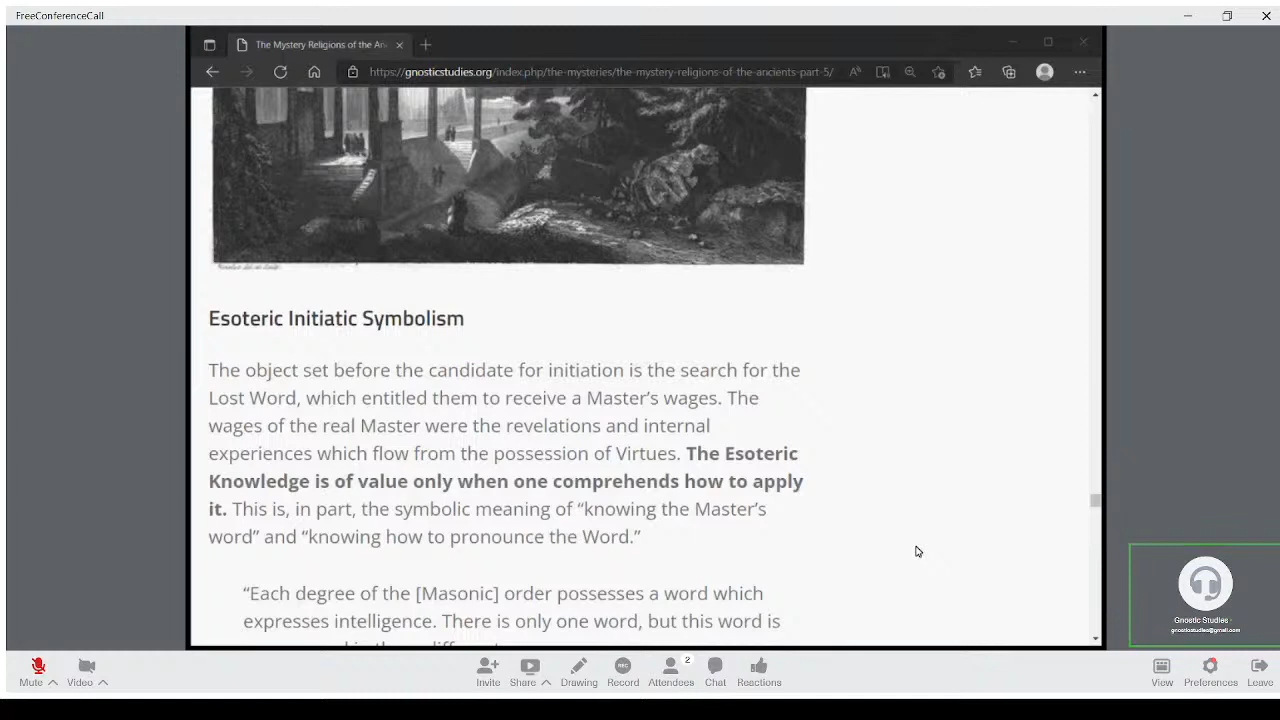 FreeConferenceCall
The Mystery Religions of the An
https://gnosticstudies.org/index.php/the-mysteries/the-mystery-religions-of-the-ancients-part-5/
Esoteric Initiatic Symbolism
The object set before the candidate for initiation is the search for the
Lost Word, which entitled them to receive a Master’s wages. The
wages of the real Master were the revelations and internal
experiences which flow from the possession of Virtues. The Esoteric
Knowledge is of value only when one comprehends how to apply
it. This is, in part, the symbolic meaning of “knowing the Master’s
word” and “knowing how to pronounce the Word.”
“Each degree of the [Masonic] order possesses a word which
expresses intelligence. There is only one word, but this word is
Gnostic Studies -
gnosticstudies@gmail.com
2
REC
Mute Video Invite Share Drawing Record Attendees Chat Reactions View Preferences Leave